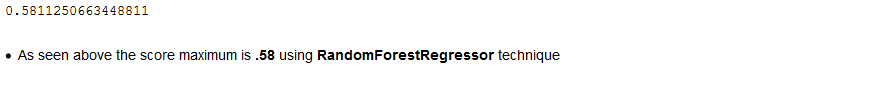 0.5811250663448811
• As seen above the score maximum is .58 using RandomForestRegressor technique